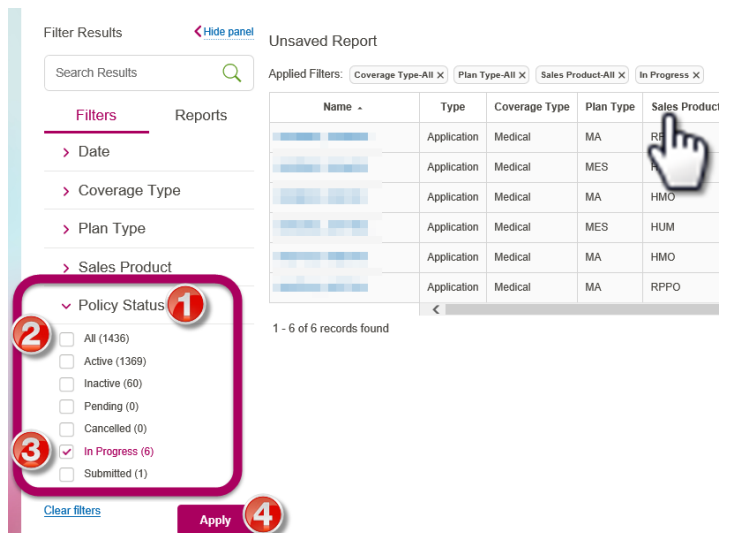 Filter Results
Hide panel
Search Results
Filters Reports
Date
Coverage Type
Plan Type
Sales Product
Policy Status 1
2
All (1436)
Active (1369)
Inactive (60)
Pending (0)
Cancelled (0)
3
In Progress (6)
Submitted (1)
Clear filters
Apply 4
Unsaved Report
Applied Filters: Coverage Type-All X Plan Type-All X Sales Product-All X In Progress X
Name Type Coverage Type Plan Type Sales Product
Application Medical MA
Application Medical MES
Application Medical MA HMO
Application Medical MES HUM
Application Medical MA HMO
Application Medical MA RPPO
1 - 6 of 6 records found